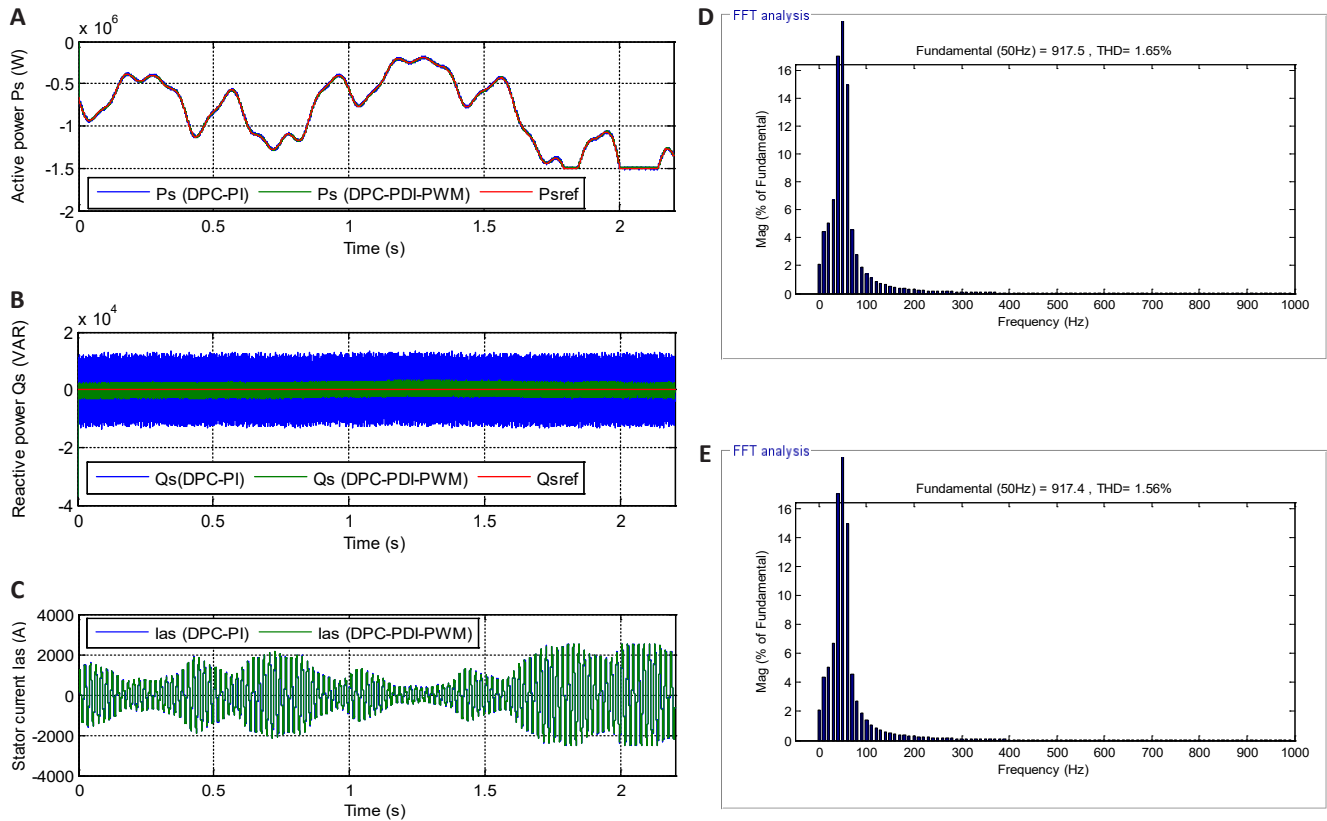 A
x 10^6
Active power Ps (W)
0
-0.5
-1
-1.5
-2
Ps (DPC-PI) Ps (DPC-PDI-PWM) Psref
0 0.5 1 1.5 2
Time (s)
B
x 10^4
Reactive power Qs (VAR)
2
0
-2
-4
Qs(DPC-PI) Qs (DPC-PDI-PWM) Qsref
0 0.5 1 1.5 2
Time (s)
C
Stator current Ias (A)
4000
2000
0
-2000
-4000
Ias (DPC-PI) Ias (DPC-PDI-PWM)
0 0.5 1 1.5 2
Time (s)
D
FFT analysis
Fundamental (50Hz) = 917.5 , THD= 1.65%
Mag (% of Fundamental)
16
14
12
10
8
6
4
2
0
0 100 200 300 400 500 600 700 800 900 1000
Frequency (Hz)
E
FFT analysis
Fundamental (50Hz) = 917.4 , THD= 1.56%
Mag (% of Fundamental)
16
14
12
10
8
6
4
2
0
0 100 200 300 400 500 600 700 800 900 1000
Frequency (Hz)